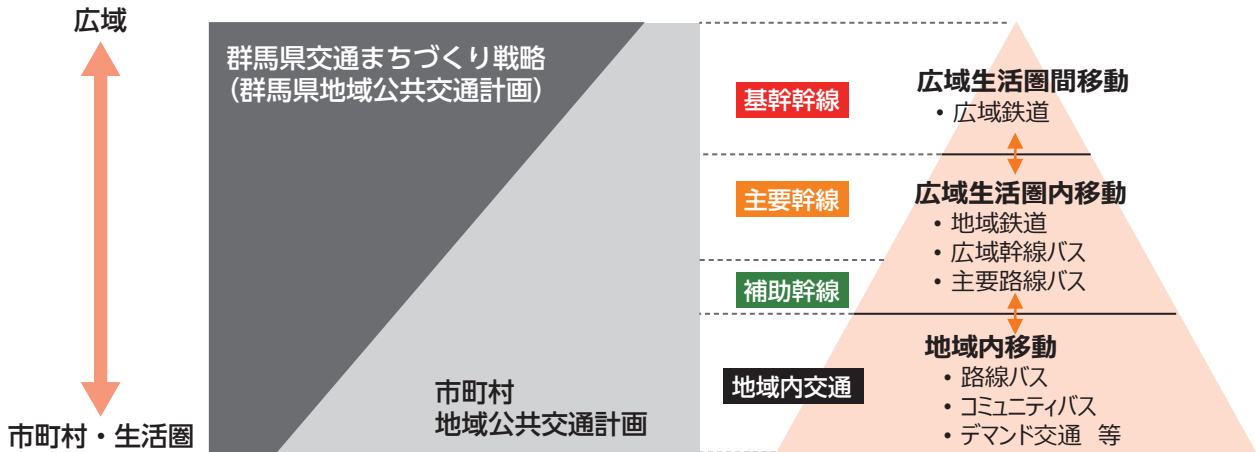 広域
群馬県交通まちづくり戦略
（群馬県地域公共交通計画）
市町村
地域公共交通計画
市町村・生活圏
基幹幹線
主要幹線
補助幹線
地域内交通
広域生活圏間移動
・広域鉄道
広域生活圏内移動
・地域鉄道
・広域幹線バス
・主要路線バス
地域内移動
・路線バス
・コミュニティバス
・デマンド交通　等